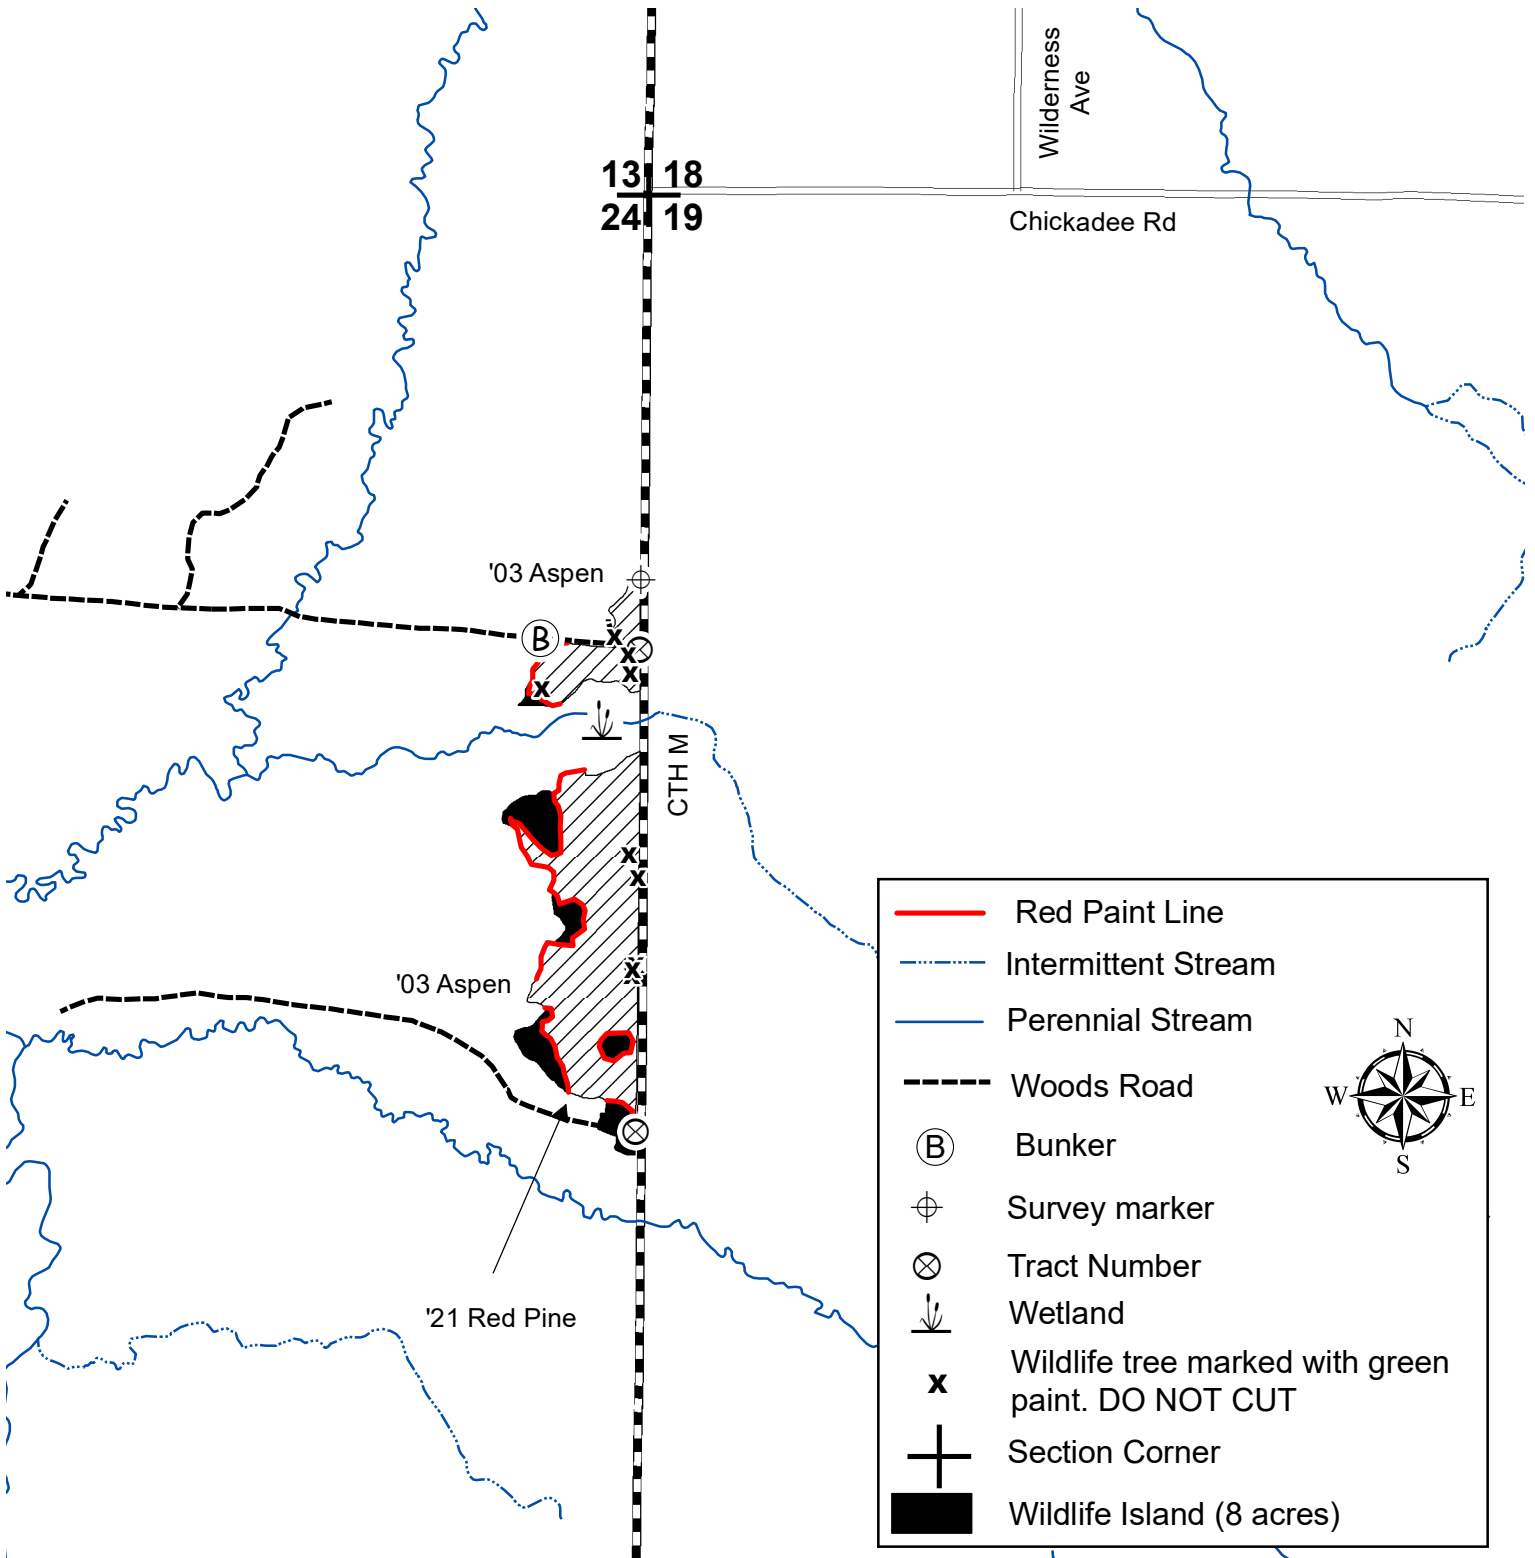 Wilderness
Ave
13 18
24 19
Chickadee Rd
'03 Aspen
B
CTH M
'03 Aspen
'21 Red Pine
Red Paint Line
Intermittent Stream
Perennial Stream
Woods Road
B Bunker
Survey marker
Tract Number
Wetland
x Wildlife tree marked with green
paint. DO NOT CUT
Section Corner
Wildlife Island (8 acres)
N
W E
S
x
x
x
x
x
x
x
x